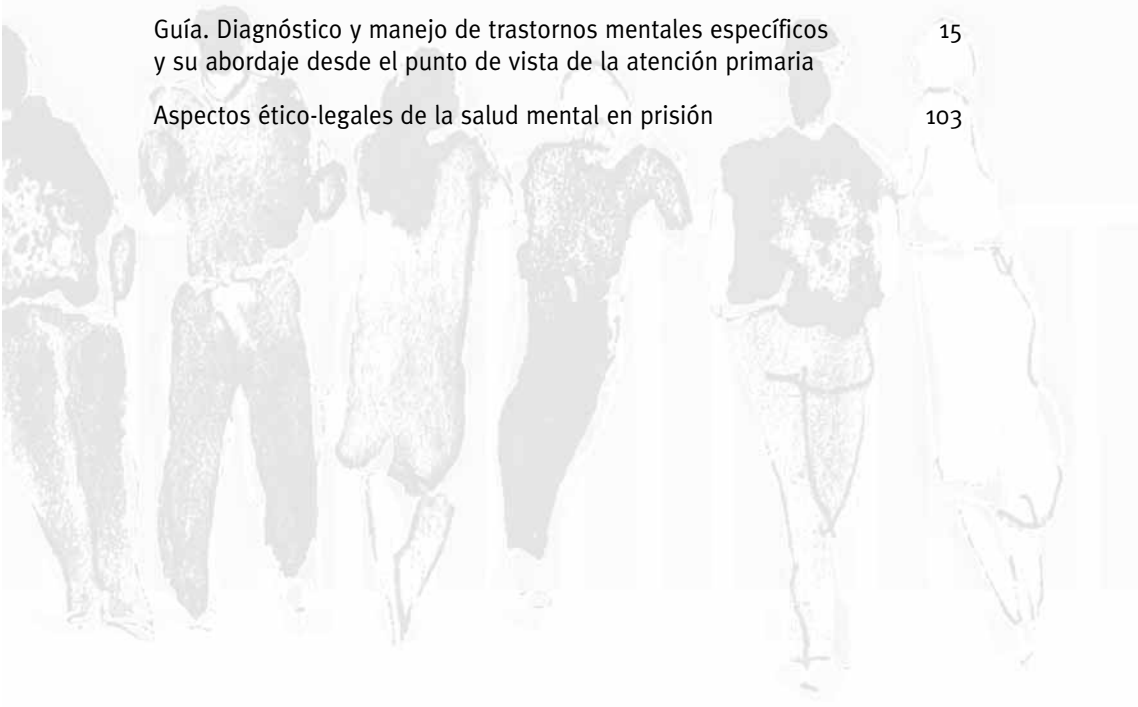 Guía. Diagnóstico y manejo de trastornos mentales específicos 15
y su abordaje desde el punto de vista de la atención primaria
Aspectos ético-legales de la salud mental en prisión 103